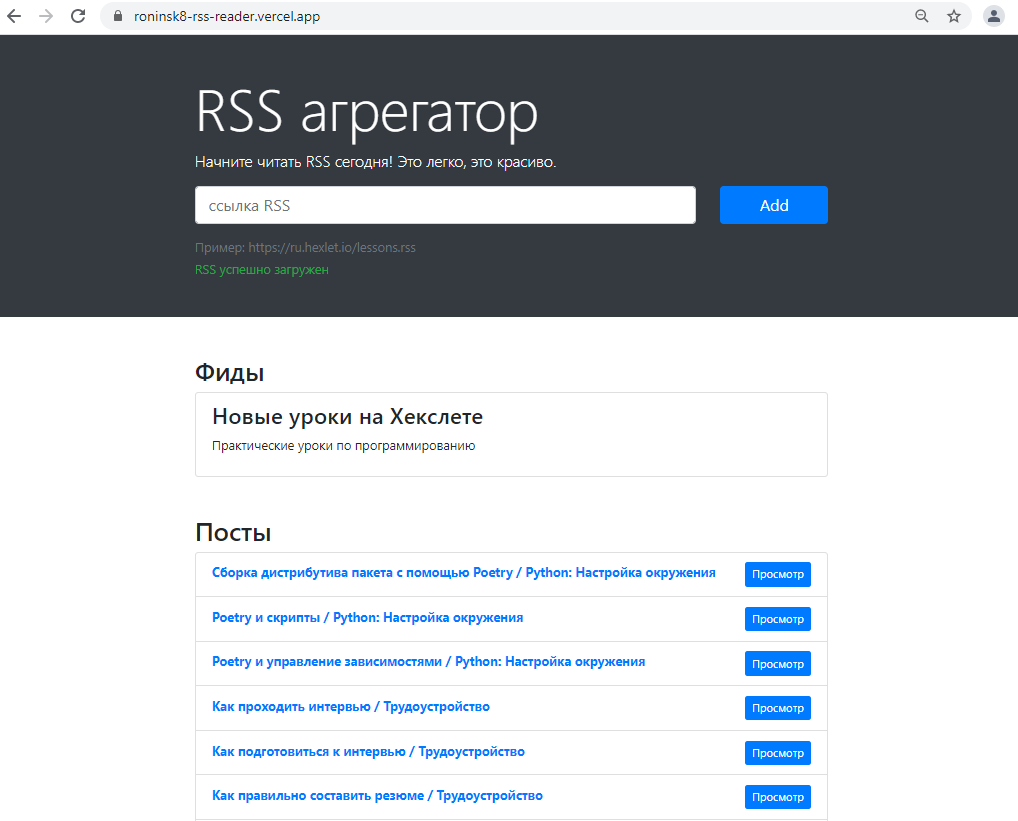 roninsk8-rss-reader.vercel.app
RSS агрегатор
Начните читать RSS сегодня! Это легко, это красиво.
ссылка RSS
Add
Пример: https://ru.hexlet.io/lessons.rss
RSS успешно загружен
Фиды
Новые уроки на Хекслете
Практические уроки по программированию
Посты
Сборка дистрибутива пакета с помощью Poetry / Python: Настройка окружения
Просмотр
Poetry и скрипты / Python: Настройка окружения
Просмотр
Poetry и управление зависимостями / Python: Настройка окружения
Просмотр
Как проходить интервью / Трудоустройство
Просмотр
Как подготовиться к интервью / Трудоустройство
Просмотр
Как правильно составить резюме / Трудоустройство
Просмотр